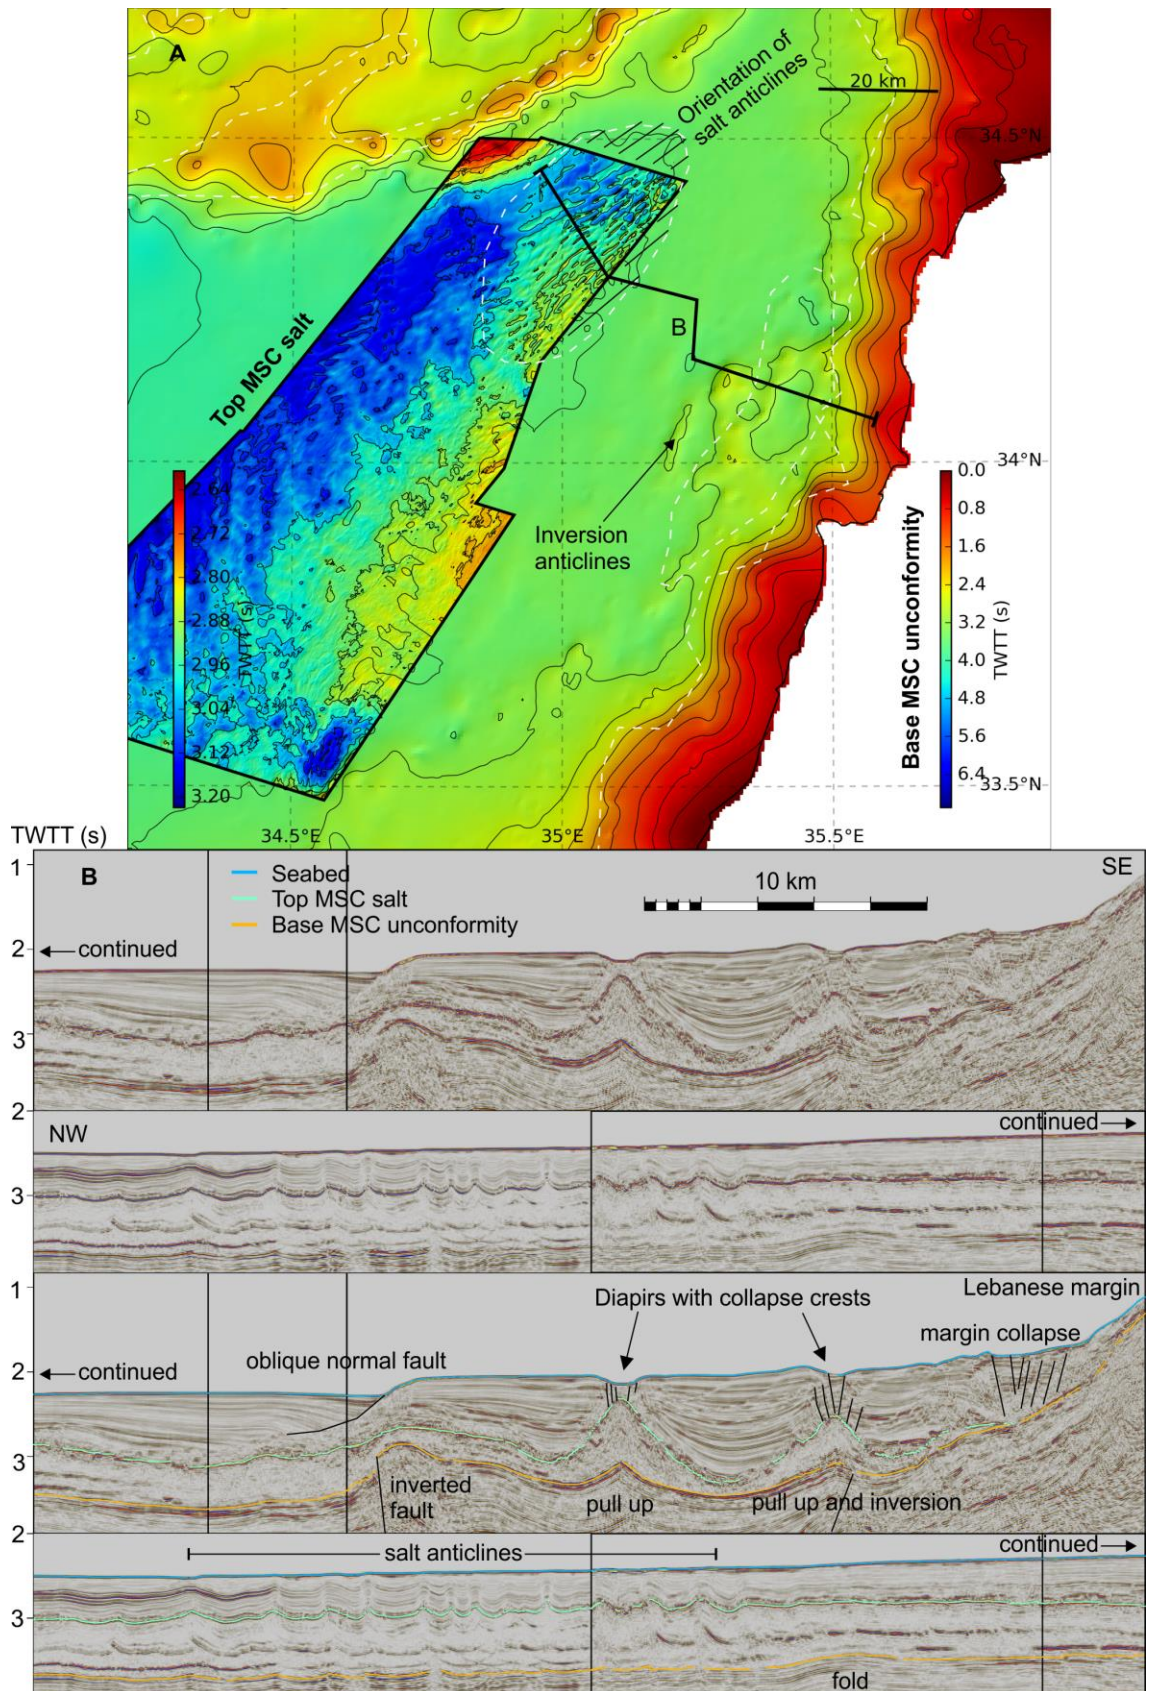 A
20 km
Orientation of
salt anticlines
34.5°N
Top MSC salt
B
34°N
Inversion
anticlines
2.64
2.72
2.80
2.88
2.96
3.04
3.12
3.20
TWTT (s)
Base MSC unconformity
TWTT (s)
0.0
0.8
1.6
2.4
3.2
4.0
4.8
5.6
6.4
33.5°N
34.5°E
35°E
35.5°E
TWTT (s)
1
B
Seabed
Top MSC salt
Base MSC unconformity
10 km
SE
2
continued
3
2
NW
continued
3
1
Diapirs with collapse crests
Lebanese margin
margin collapse
2
continued
oblique normal fault
3
inverted
fault
pull up
pull up and inversion
2
salt anticlines
continued
3
fold